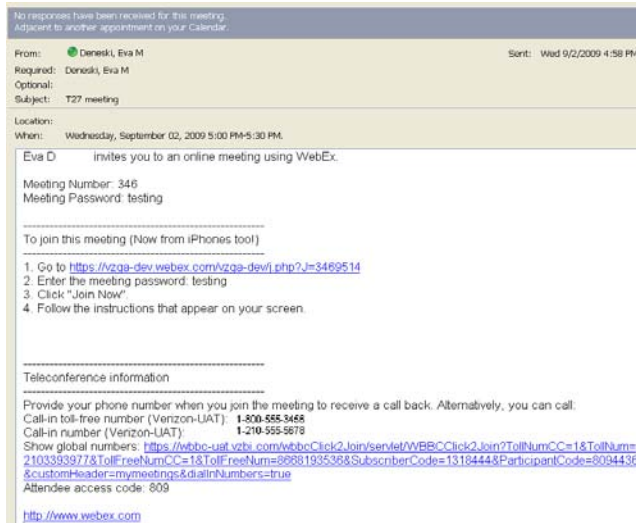 No responses have been received for this meeting.
Adjacent to another appointment on your Calendar.
From: Deneski, Eva M Sent: Wed 9/2/2009 4:58 PM
Required: Deneski, Eva M
Optional:
Subject: T27 meeting
Location:
When: Wednesday, September 02, 2009 5:00 PM-5:30 PM.
Eva D invites you to an online meeting using WebEx.
Meeting Number: 346
Meeting Password: testing
-------------------------------------------------------
To join this meeting (Now from iPhones too!)
-------------------------------------------------------
1. Go to https://vzga-dev.webex.com/vzga-dev/j.php?J=3469514
2. Enter the meeting password: testing
3. Click "Join Now".
4. Follow the instructions that appear on your screen.
-------------------------------------------------------
Teleconference information
-------------------------------------------------------
Provide your phone number when you join the meeting to receive a call back. Alternatively, you can call:
Call-in toll-free number (Verizon-UAT): 1-800-555-3456
Call-in number (Verizon-UAT): 1-210-555-5678
Show global numbers: https://wbbc-uat.vzbi.com/wbbcClick2Join/servlet/WBBCClick2Join?TollNumCC=1&TollNum=
2103393977&TollFreeNumCC=1&TollFreeNum=8668193536&SubscriberCode=1318444&ParticipantCode=8094436
&customHeader=mymeetings&dialInNumbers=true
Attendee access code: 809
http://www.webex.com